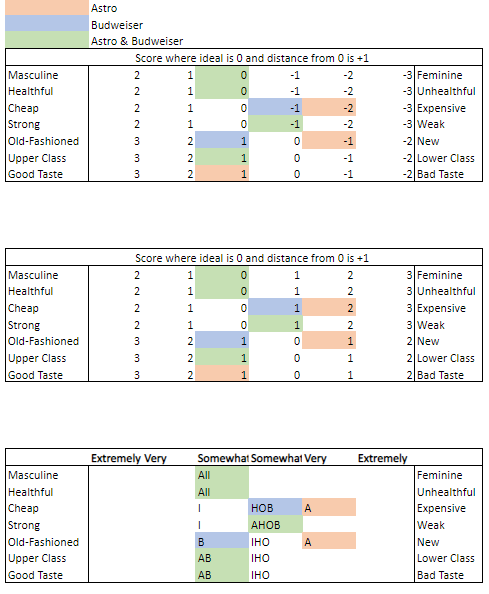 Astro
Budweiser
Astro & Budweiser
Score where ideal is 0 and distance from 0 is +1
Masculine 2 1 0 -1 -2 -3 Feminine
Healthful 2 1 0 -1 -2 -3 Unhealthful
Cheap 2 1 0 -1 -2 -3 Expensive
Strong 2 1 0 -1 -2 -3 Weak
Old-Fashioned 3 2 1 0 -1 -2 New
Upper Class 3 2 1 0 -1 -2 Lower Class
Good Taste 3 2 1 0 -1 -2 Bad Taste
Score where ideal is 0 and distance from 0 is +1
Masculine 2 1 0 1 2 3 Feminine
Healthful 2 1 0 1 2 3 Unhealthful
Cheap 2 1 0 1 2 3 Expensive
Strong 2 1 0 1 2 3 Weak
Old-Fashioned 3 2 1 0 1 2 New
Upper Class 3 2 1 0 1 2 Lower Class
Good Taste 3 2 1 0 1 2 Bad Taste
Extremely Very Somewhat Somewhat Very Extremely
Masculine All Feminine
Healthful All Unhealthful
Cheap I HOB A Expensive
Strong I AHOB Weak
Old-Fashioned B IHO A New
Upper Class AB IHO Lower Class
Good Taste AB IHO Bad Taste